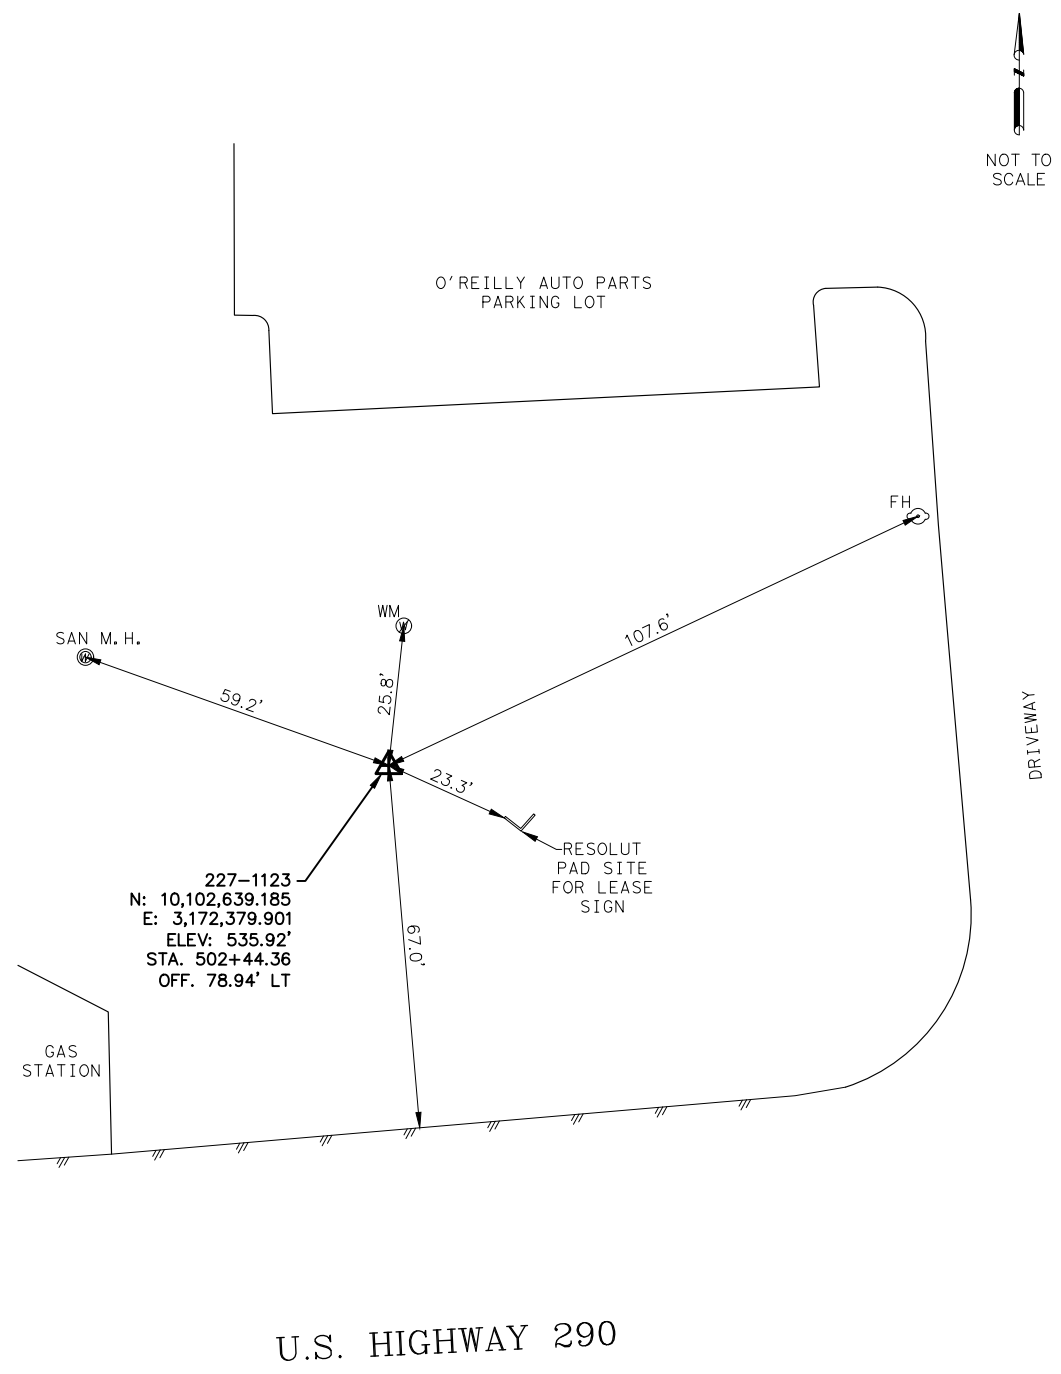 N
NOT TO
SCALE
O'REILLY AUTO PARTS
PARKING LOT
FH
WM
W
SAN M.H.
107.6'
59.2'
25.8'
23.3'
DRIVEWAY
RESOLUT
PAD SITE
FOR LEASE
SIGN
227-1123
N: 10,102,639.185
E: 3,172,379.901
ELEV: 535.92'
STA. 502+44.36
OFF. 78.94' LT
67.0'
GAS
STATION
U.S. HIGHWAY 290